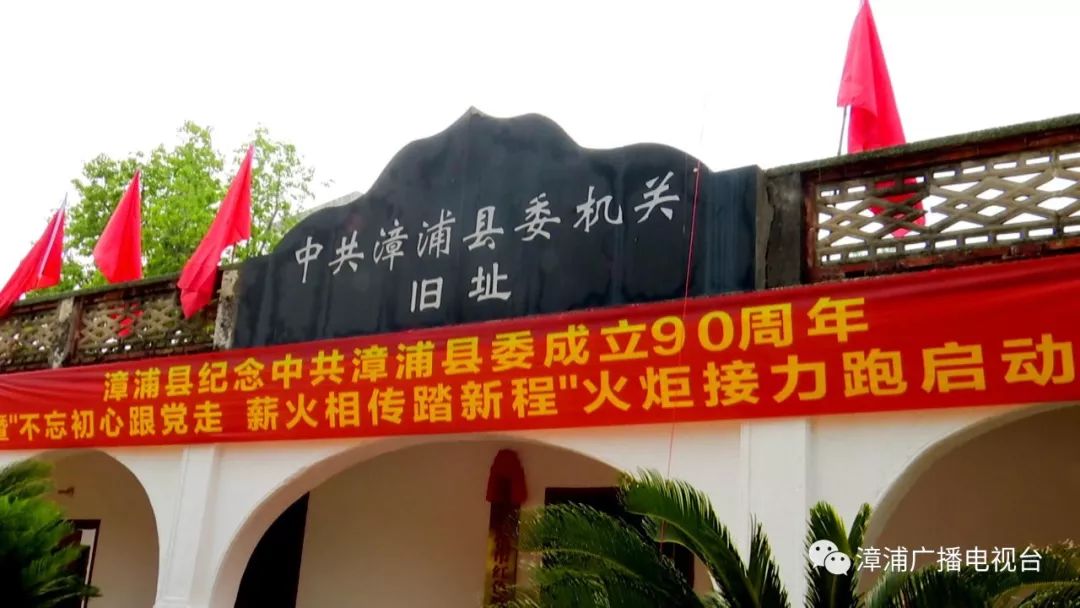 中共漳浦县委机关
旧址
漳浦县纪念中共漳浦县委成立90周年
暨"不忘初心跟党走 薪火相传踏新程"火炬接力跑启动
漳浦广播电视台